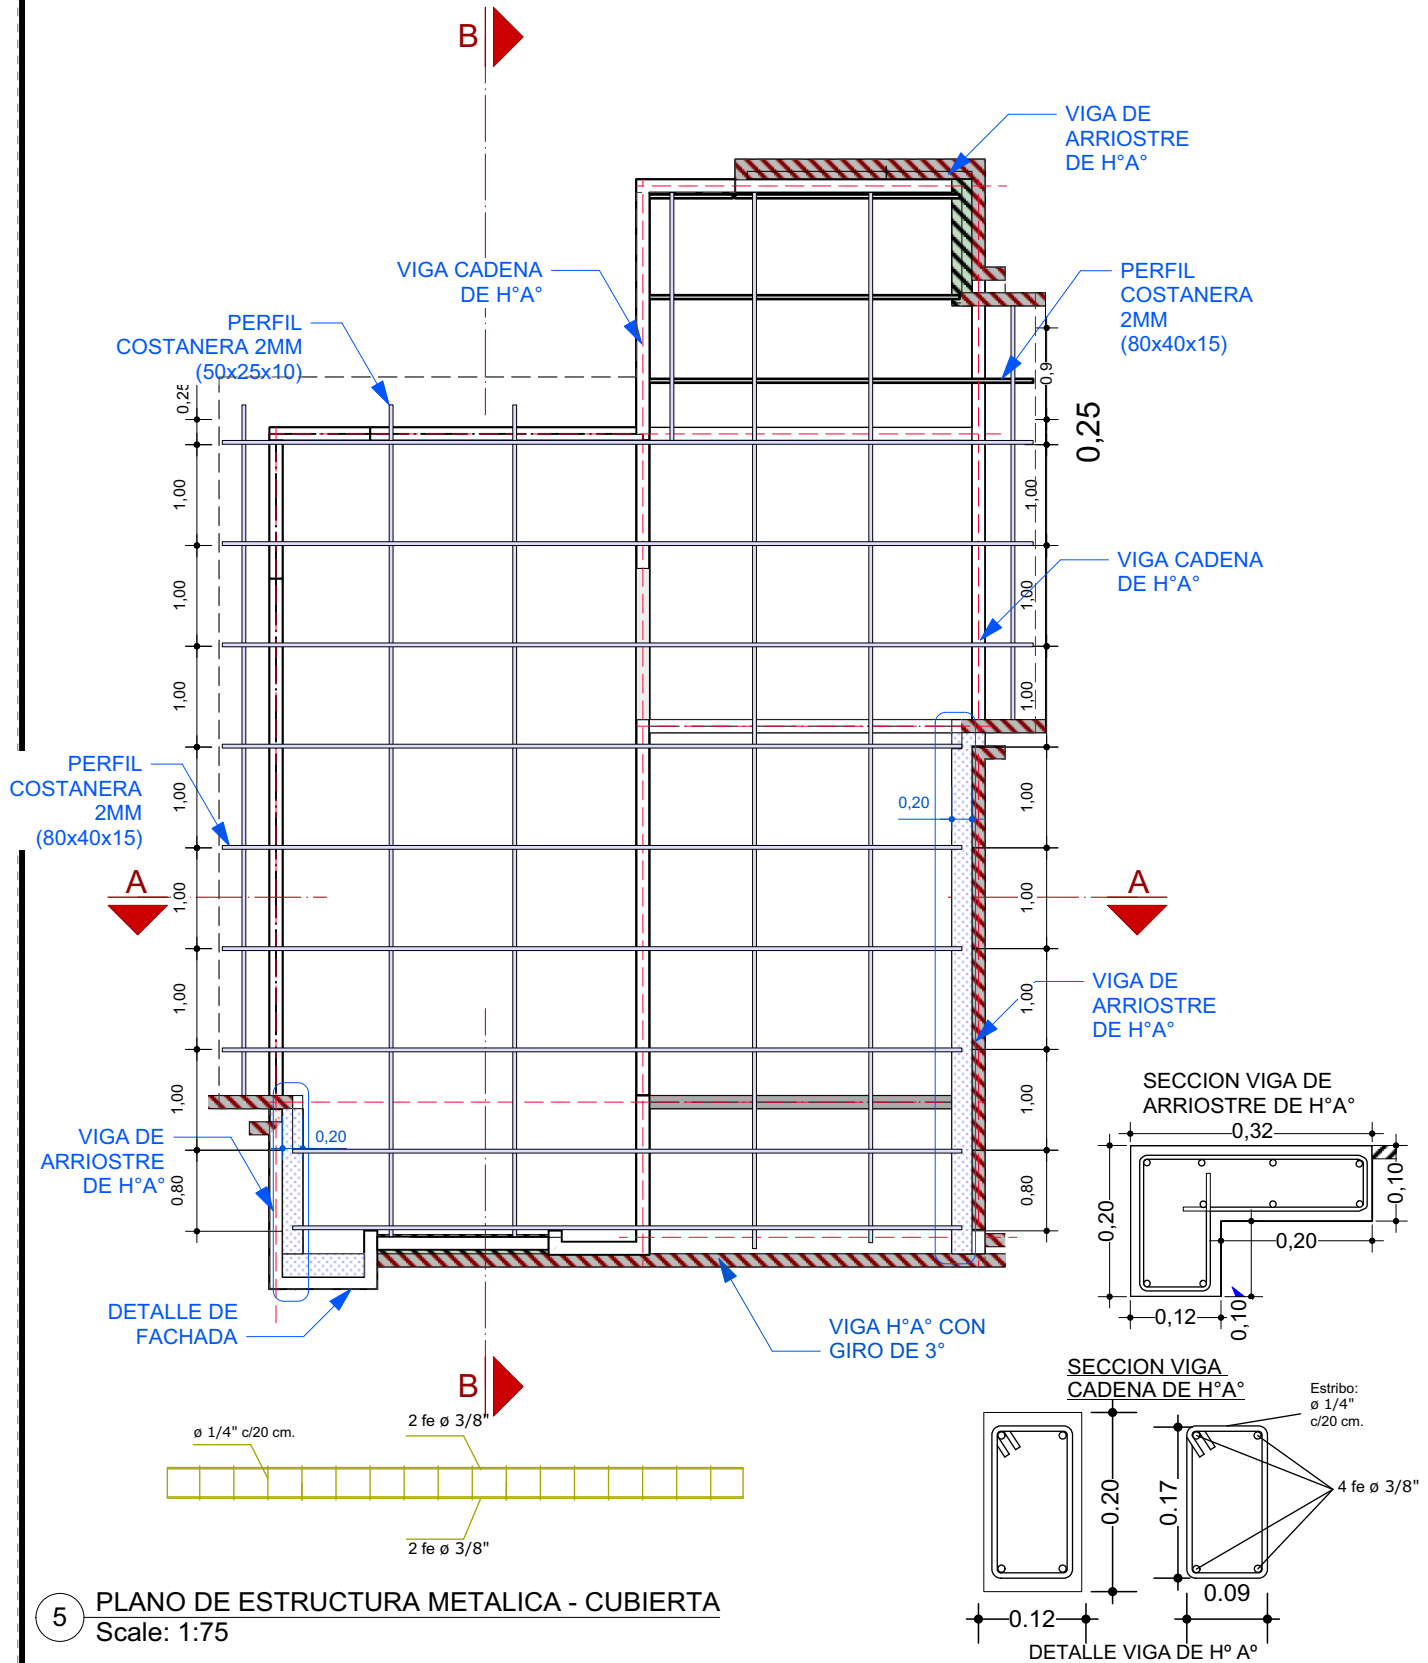 B
VIGA DE
ARRIOSTRE
DE H°A°
VIGA CADENA
DE H°A°
PERFIL
COSTANERA
2MM
(80x40x15)
PERFIL
COSTANERA 2MM
(50x25x10)
0,25
0,9
0,25
1,00
1,00
VIGA CADENA
DE H°A°
1,00
1,00
1,00
1,00
PERFIL
COSTANERA
2MM
(80x40x15)
1,00
0,20
1,00
A
A
1,00
1,00
VIGA DE
ARRIOSTRE
DE H°A°
1,00
1,00
SECCION VIGA DE
ARRIOSTRE DE H°A°
1,00
1,00
0,32
VIGA DE
ARRIOSTRE
DE H°A°
0,20
0,80
0,80
0,20
0,10
0,20
0,12
0,10
DETALLE DE
FACHADA
VIGA H°A° CON
GIRO DE 3°
B
SECCION VIGA
CADENA DE H°A°
Estribo:
ø 1/4"
c/20 cm.
ø 1/4" c/20 cm.
2 fe ø 3/8"
2 fe ø 3/8"
0.20
0.17
4 fe ø 3/8"
0.12
0.09
DETALLE VIGA DE Hº Aº
5
PLANO DE ESTRUCTURA METALICA - CUBIERTA
Scale: 1:75